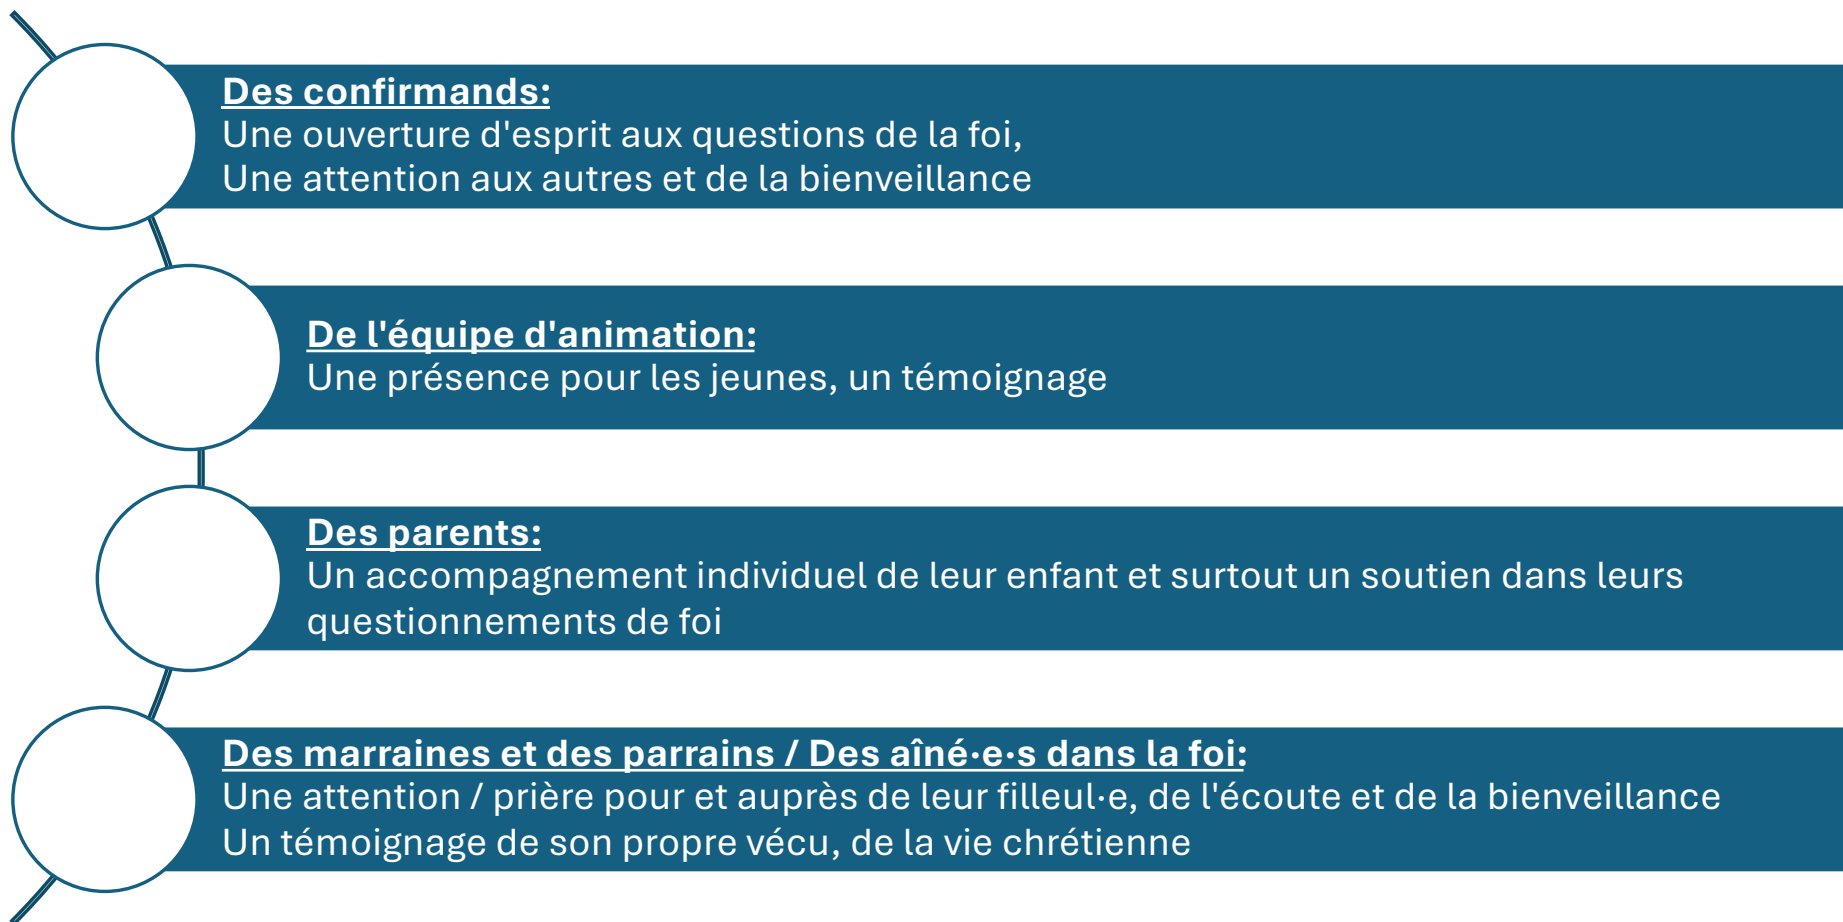 Des confirmands:
Une ouverture d'esprit aux questions de la foi,
Une attention aux autres et de la bienveillance
De l'équipe d'animation:
Une présence pour les jeunes, un témoignage
Des parents:
Un accompagnement individuel de leur enfant et surtout un soutien dans leurs
questionnements de foi
Des marraines et des parrains / Des aîné·e·s dans la foi:
Une attention / prière pour et auprès de leur filleul·e, de l'écoute et de la bienveillance
Un témoignage de son propre vécu, de la vie chrétienne